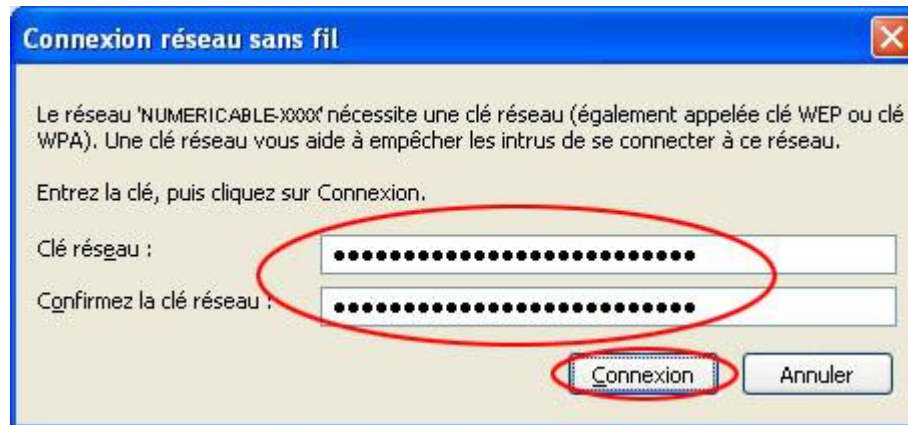 Connexion réseau sans fil
Le réseau 'NUMERICABLE-XXXX' nécessite une clé réseau (également appelée clé WEP ou clé
WPA). Une clé réseau vous aide à empêcher les intrus de se connecter à ce réseau.
Entrez la clé, puis cliquez sur Connexion.
Clé réseau : ••••••••••••••••••••••••••
Confirmez la clé réseau : ••••••••••••••••••••••••••
Connexion Annuler